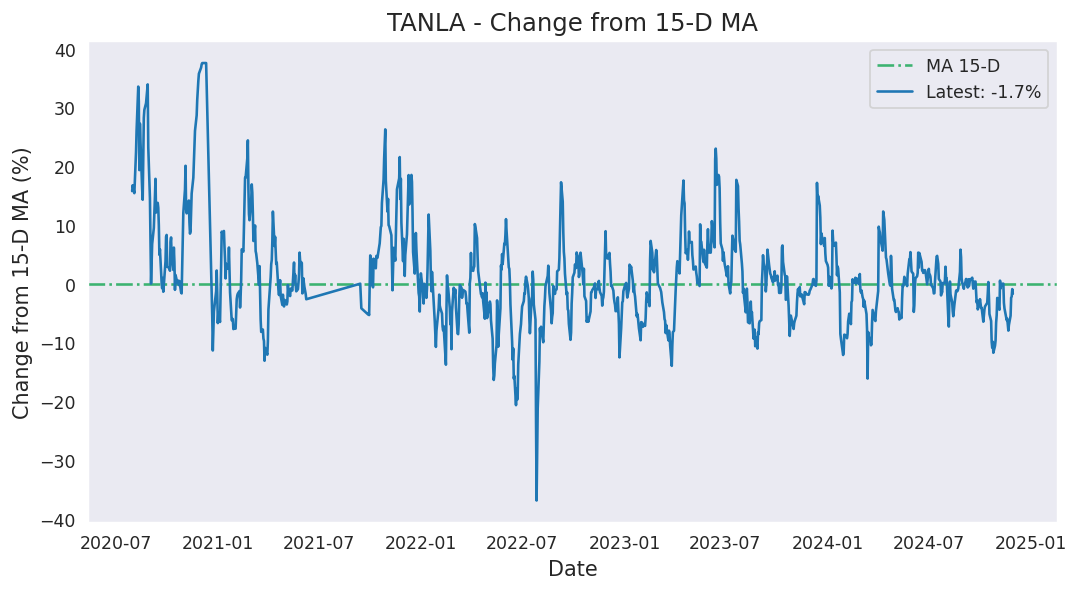 TANLA - Change from 15-D MA
MA 15-D
Latest: -1.7%
Change from 15-D MA (%)
40
30
20
10
0
−10
−20
−30
−40
2020-07 2021-01 2021-07 2022-01 2022-07 2023-01 2023-07 2024-01 2024-07 2025-01
Date